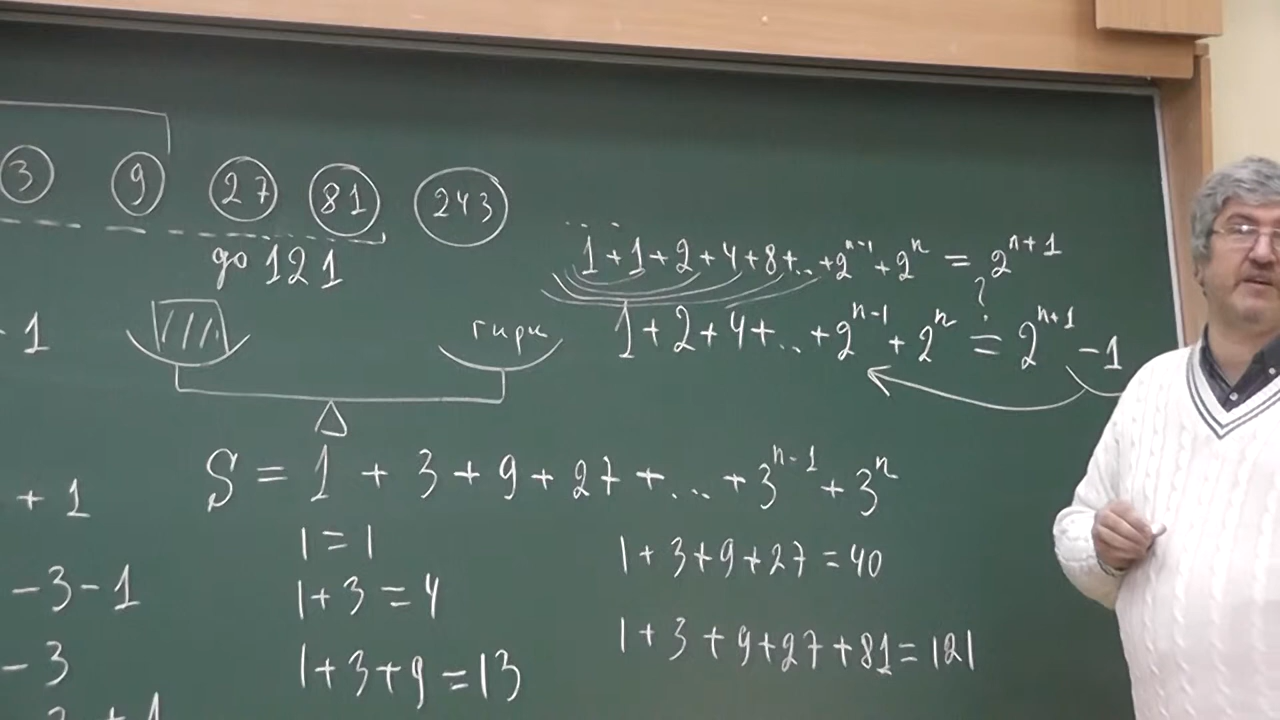 3 9 27 81 243
до 121
1+1+2+4+8+...+2^{n-1}+2^n = 2^{n+1}
?
1+2+4+...+2^{n-1}+2^n = 2^{n+1}-1
- 1
гири
S = 1 + 3 + 9 + 27 + ... + 3^{n-1} + 3^n
+ 1
1 = 1
1+3+9+27 = 40
-3-1
1+3 = 4
1+3+9+27+81 = 121
-3
1+3+9 = 13
+ 1